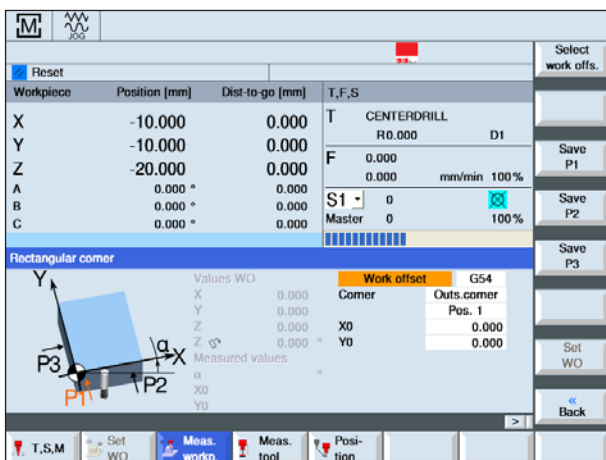 M
JOG
Select
work offs.
Reset
Workpiece Position [mm] Dist-to-go [mm] T,F,S
X -10.000 0.000
Y -10.000 0.000
Z -20.000 0.000
A 0.000 ° 0.000
B 0.000 ° 0.000
C 0.000 ° 0.000
T CENTERDRILL
R0.000 D1
F 0.000
0.000 mm/min 100%
S1 0
Master 0 100%
Save
P1
Save
P2
Save
P3
Rectangular corner
Y
X
α
P3
P1
P2
Values WO
X 0.000
Y 0.000
Z 0.000
Z 0.000 °
Measured values
α °
X0
Y0
Work offset G54
Corner Outs.corner
Pos. 1
X0 0.000
Y0 0.000
Set
WO
«
Back
>
T,S,M
Set
WO
Meas.
workp.
Meas.
tool
Posi-
tion